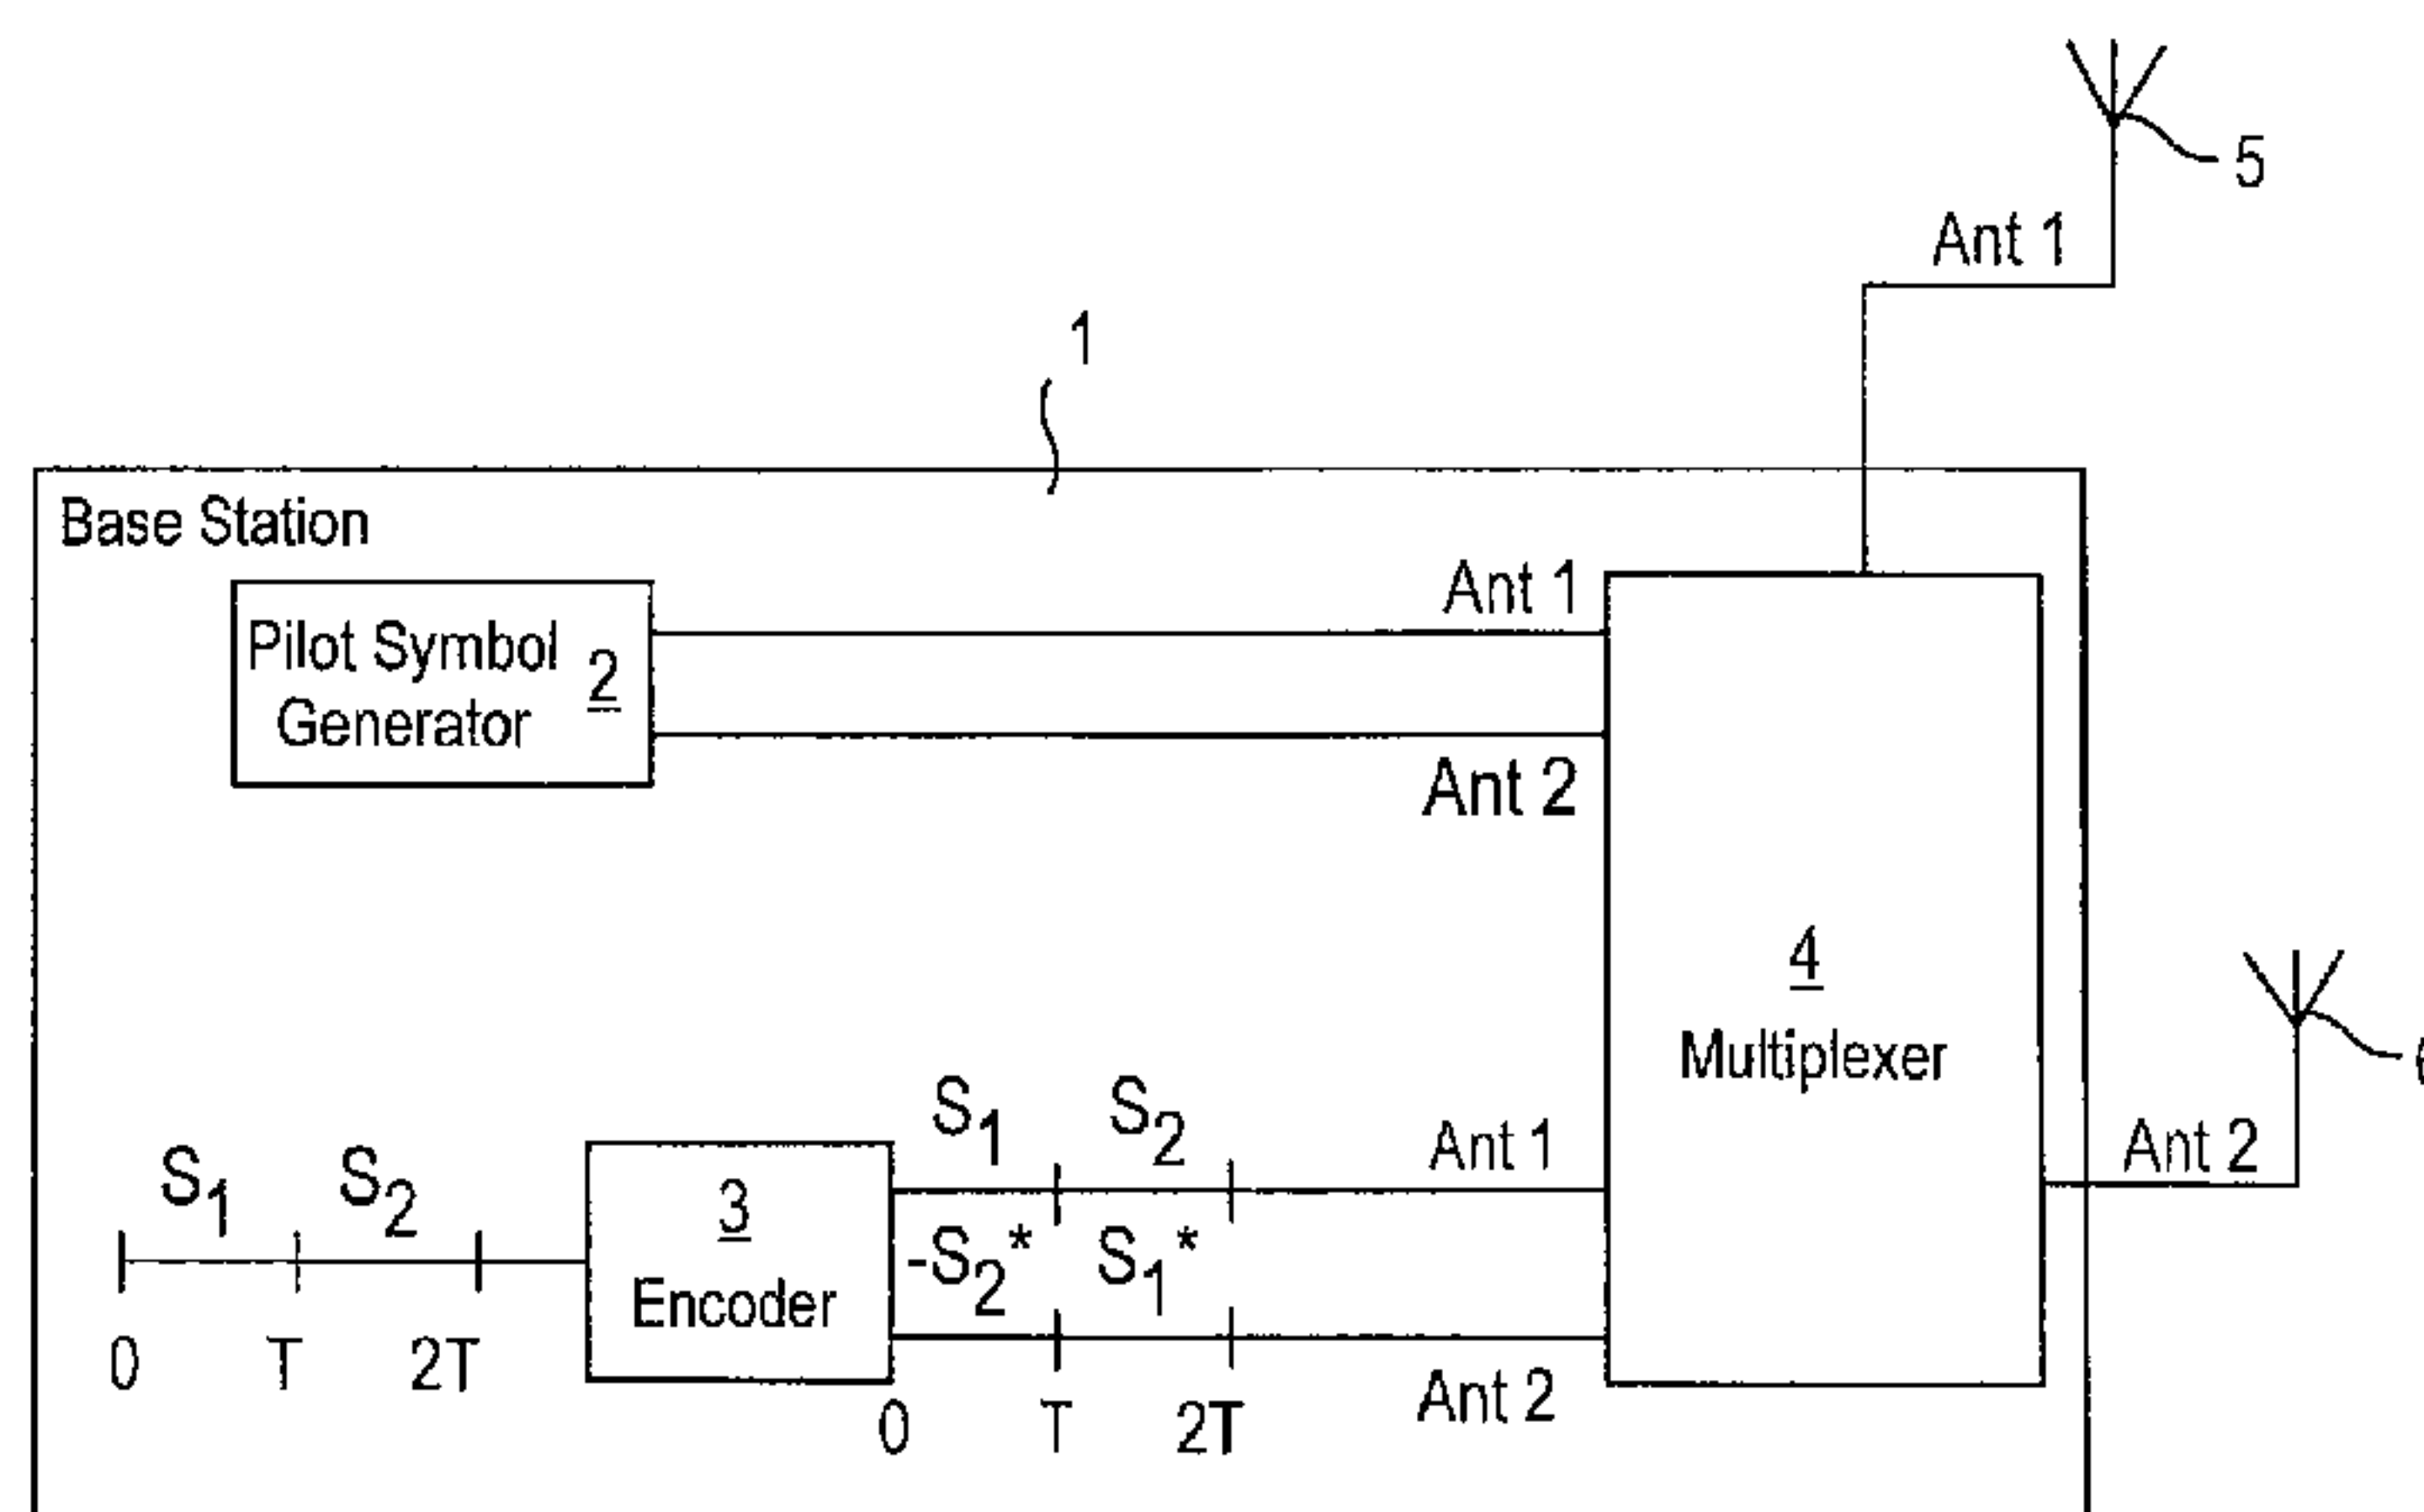 5
Ant 1
1
Base Station
Ant 1
Pilot Symbol
Generator
2
Ant 2
4
Multiplexer
Ant 2
S1 S2
Ant 1
S1 S2
3
Encoder
-S2* S1*
0 T 2T
Ant 2
0 T 2T